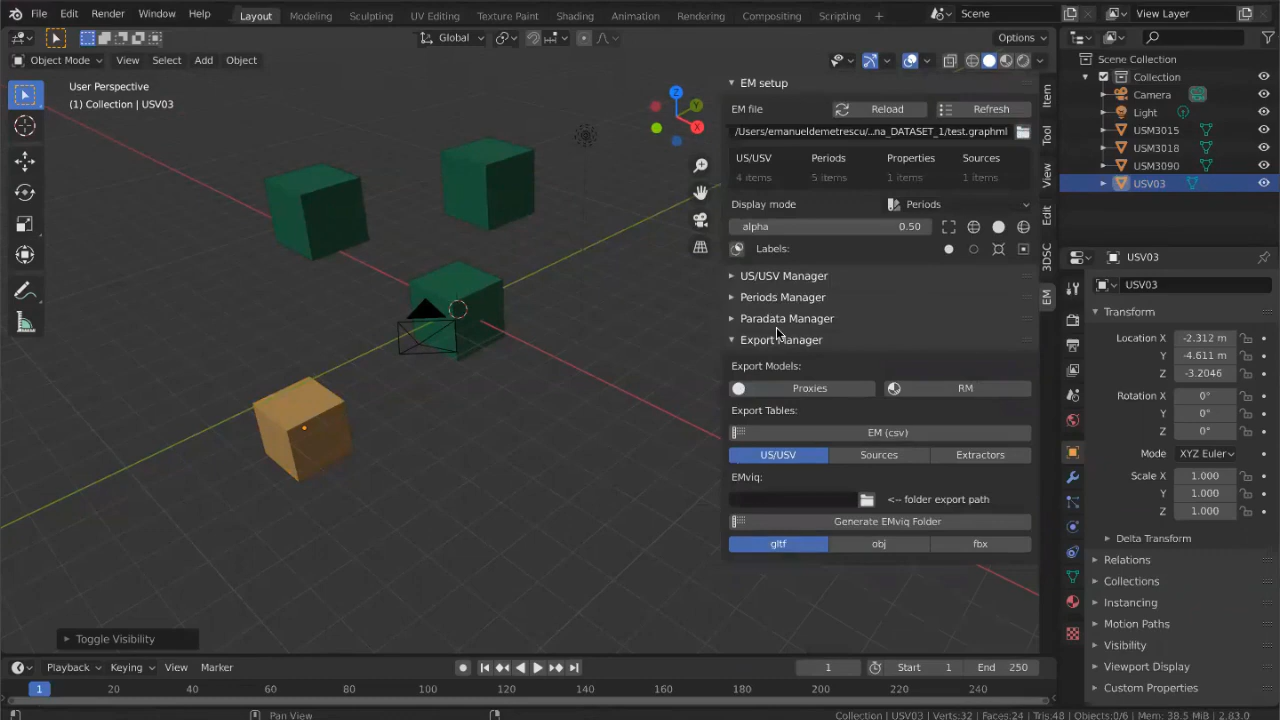 File Edit Render Window Help Layout Modeling Sculpting UV Editing Texture Paint Shading Animation Rendering Compositing Scripting + Scene View Layer
Global Options
Object Mode View Select Add Object
User Perspective
(1) Collection | USV03
Z
Y
X
Toggle Visibility
EM setup
EM file Reload Refresh
/Users/emanueldemetrescu/...na_DATASET_1/test.graphml
US/USV Periods Properties Sources
4 items 5 items 1 items 1 items
Display mode Periods
alpha 0.50
Labels:
US/USV Manager
Periods Manager
Paradata Manager
Export Manager
Export Models:
Proxies RM
Export Tables:
EM (csv)
US/USV Sources Extractors
EMviq:
<-- folder export path
Generate EMviq Folder
gltf obj fbx
Item
Tool
View
Edit
3DSC
EM
Scene Collection
Collection
Camera
Light
USM3015
USM3018
USM3090
USV03
USV03
USV03
Transform
Location X -2.312 m
Y -4.611 m
Z -3.2046
Rotation X 0°
Y 0°
Z 0°
Mode XYZ Euler
Scale X 1.000
Y 1.000
Z 1.000
Delta Transform
Relations
Collections
Instancing
Motion Paths
Visibility
Viewport Display
Custom Properties
Playback Keying View Marker 1 Start 1 End 250
1 20 40 60 80 100 120 140 160 180 200 220 240
Pan View Collection | USV03 | Verts:32 | Faces:24 | Tris:48 | Objects:0/6 | Mem: 38.5 MiB | 2.83.0